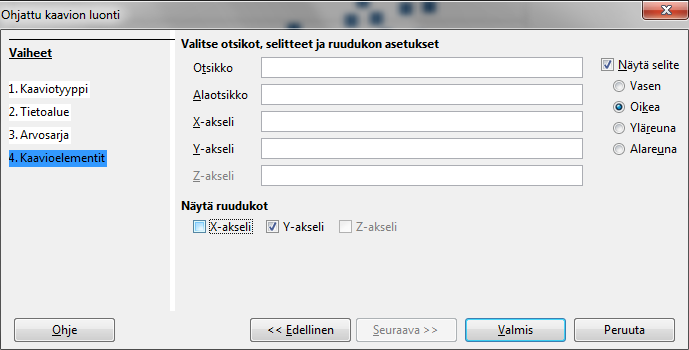 Ohjattu kaavion luonti
Vaiheet
1. Kaaviotyyppi
2. Tietoalue
3. Arvosarja
4. Kaavioelementit
Valitse otsikot, selitteet ja ruudukon asetukset
Otsikko
Alaotsikko
X-akseli
Y-akseli
Z-akseli
Näytä selite
Vasen
Oikea
Yläreuna
Alareuna
Näytä ruudukot
X-akseli Y-akseli Z-akseli
Ohje << Edellinen Seuraava >> Valmis Peruuta